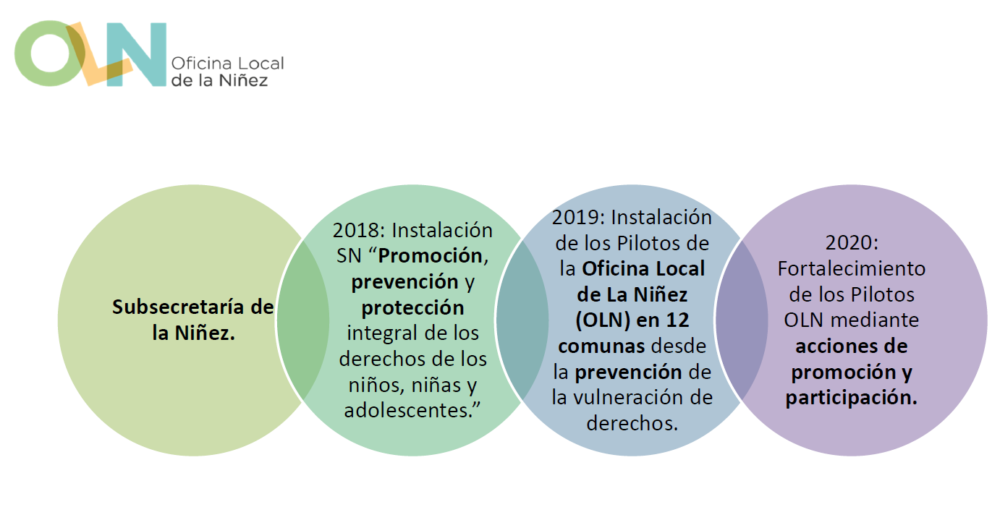 OLN
Oficina Local
de la Niñez
Subsecretaría de
la Niñez.
2018: Instalación
SN “Promoción,
prevención y
protección
integral de los
derechos de los
niños, niñas y
adolescentes.”
2019: Instalación
de los Pilotos de
la Oficina Local
de La Niñez
(OLN) en 12
comunas desde
la prevención de
la vulneración de
derechos.
2020:
Fortalecimiento
de los Pilotos
OLN mediante
acciones de
promoción y
participación.